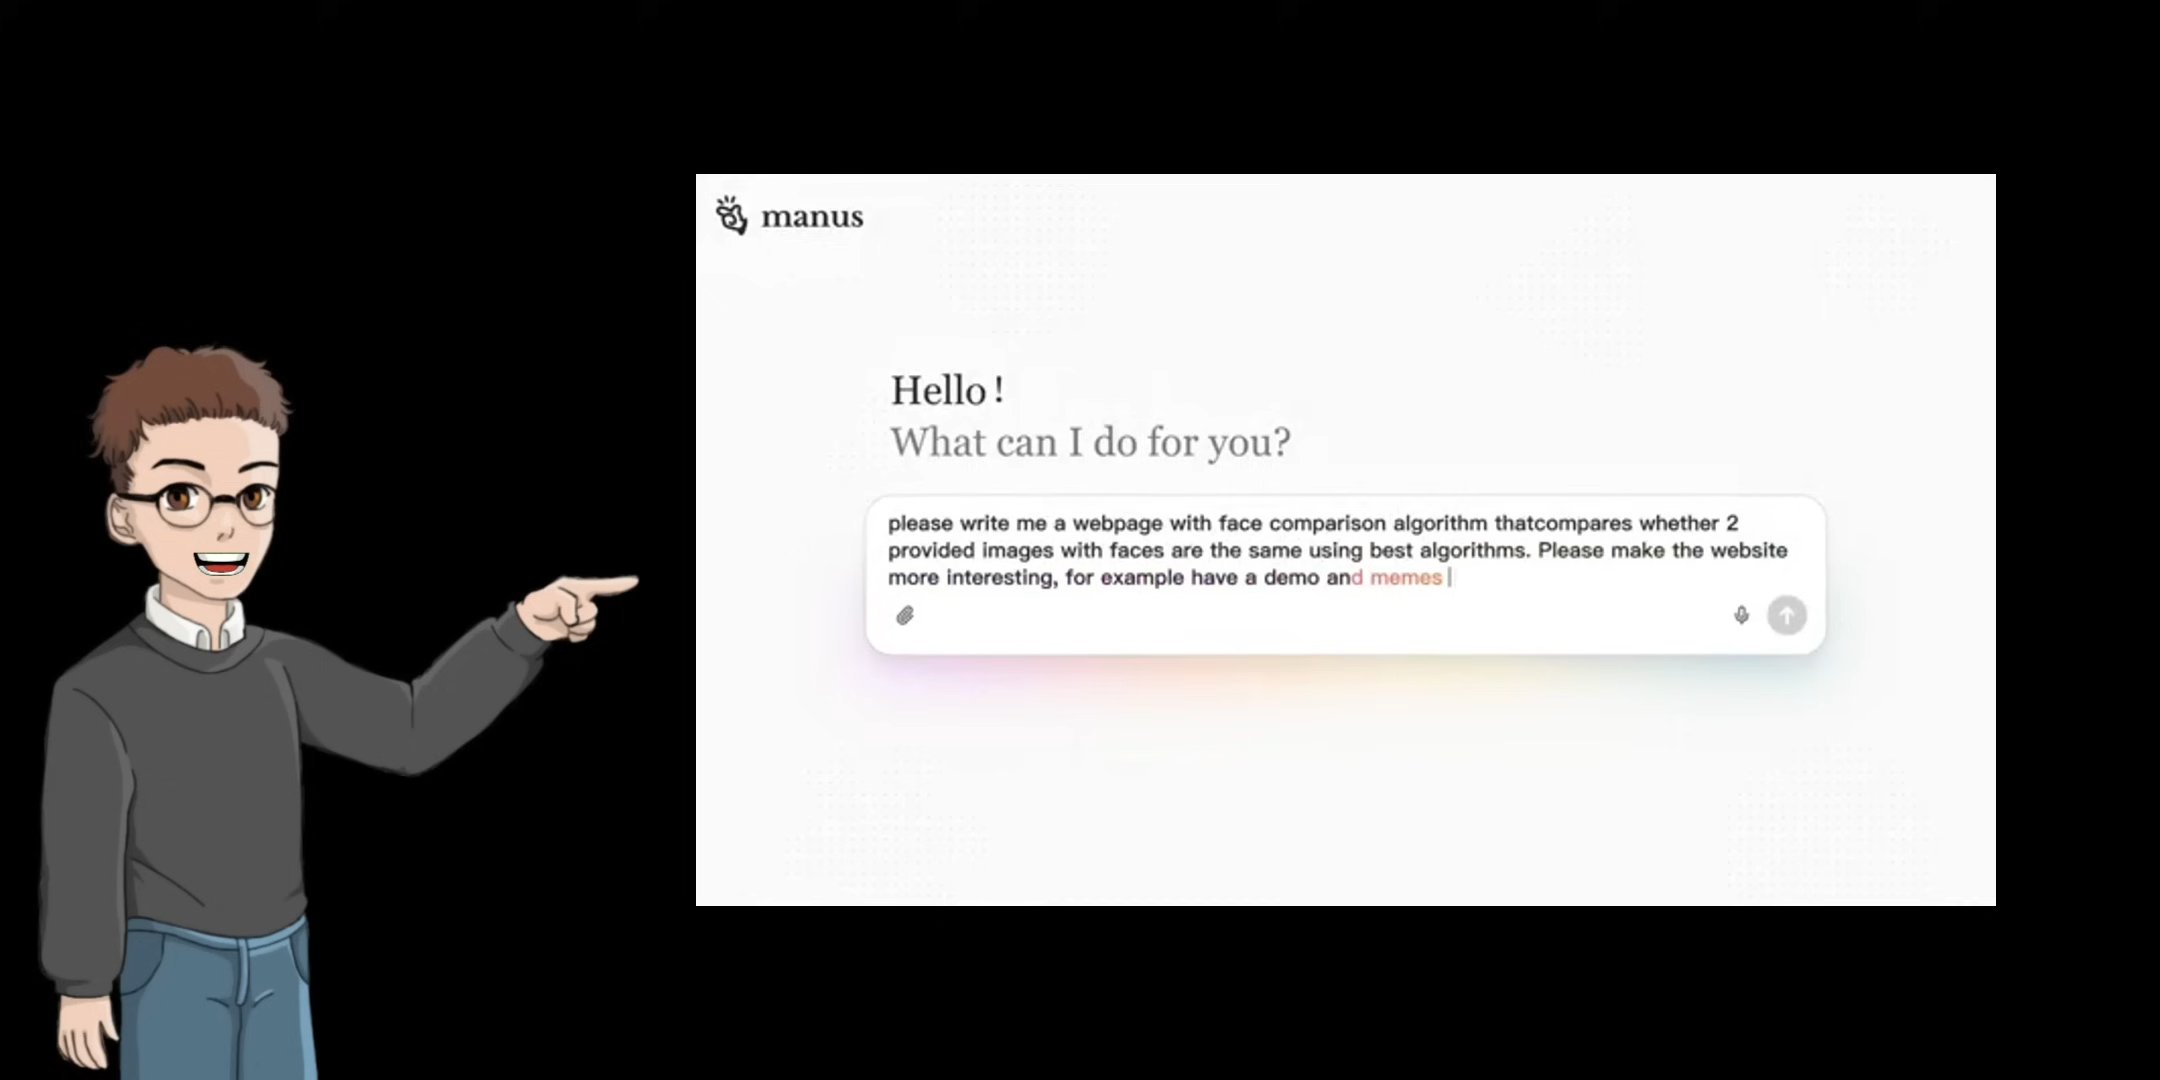 manus
Hello!
What can I do for you?
please write me a webpage with face comparison algorithm thatcompares whether 2
provided images with faces are the same using best algorithms. Please make the website
more interesting, for example have a demo and memes